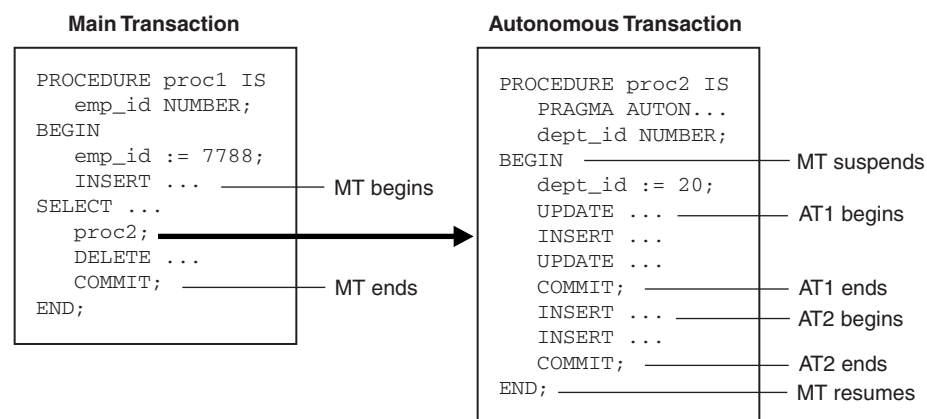 Main Transaction
PROCEDURE proc1 IS
emp_id NUMBER;
BEGIN
emp_id := 7788;
INSERT ...
MT begins
SELECT ...
proc2;
DELETE ...
COMMIT;
MT ends
END;
Autonomous Transaction
PROCEDURE proc2 IS
PRAGMA AUTON...
dept_id NUMBER;
BEGIN
MT suspends
dept_id := 20;
UPDATE ...
AT1 begins
INSERT ...
UPDATE ...
COMMIT;
AT1 ends
INSERT ...
AT2 begins
INSERT ...
COMMIT;
AT2 ends
END;
MT resumes